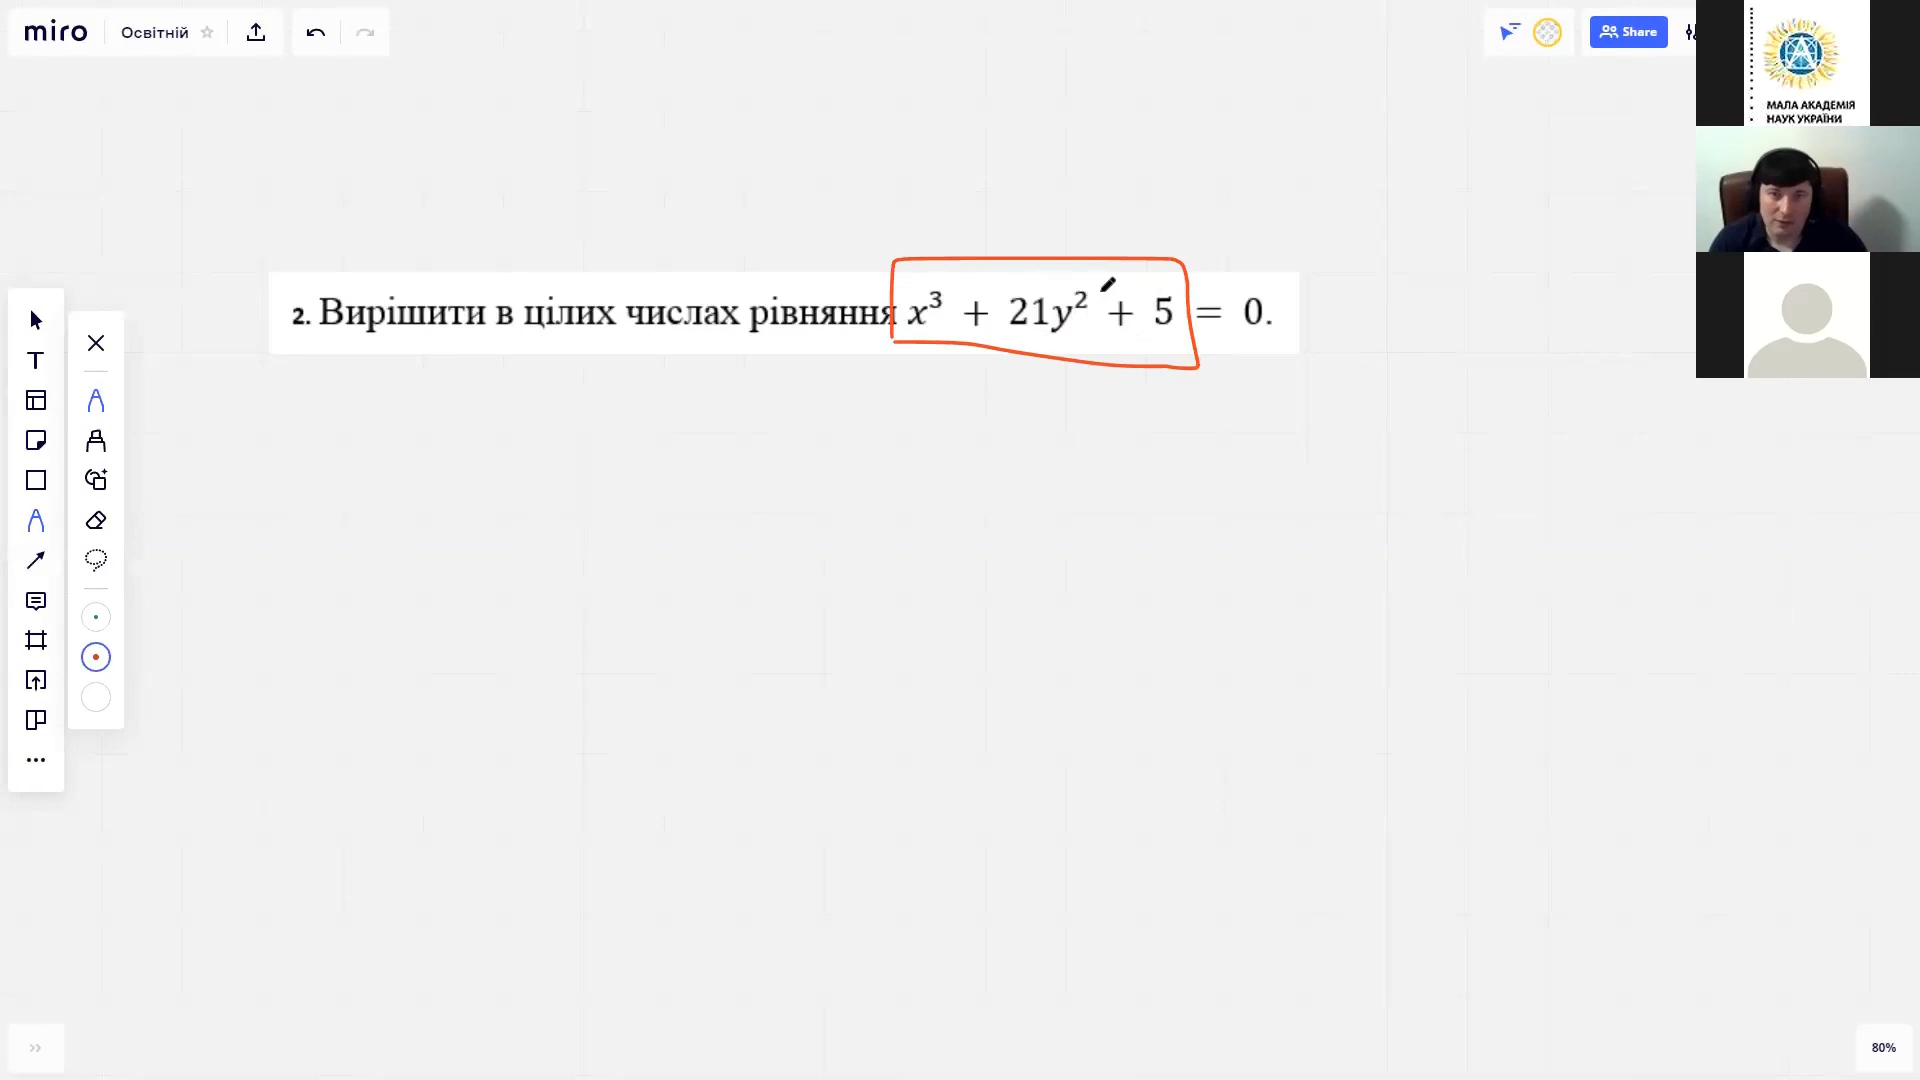 miro
Освітній
Share
МАЛА АКАДЕМІЯ
НАУК УКРАЇНИ
2. Вирішити в цілих числах рівняння x³ + 21y² + 5 = 0.
80%